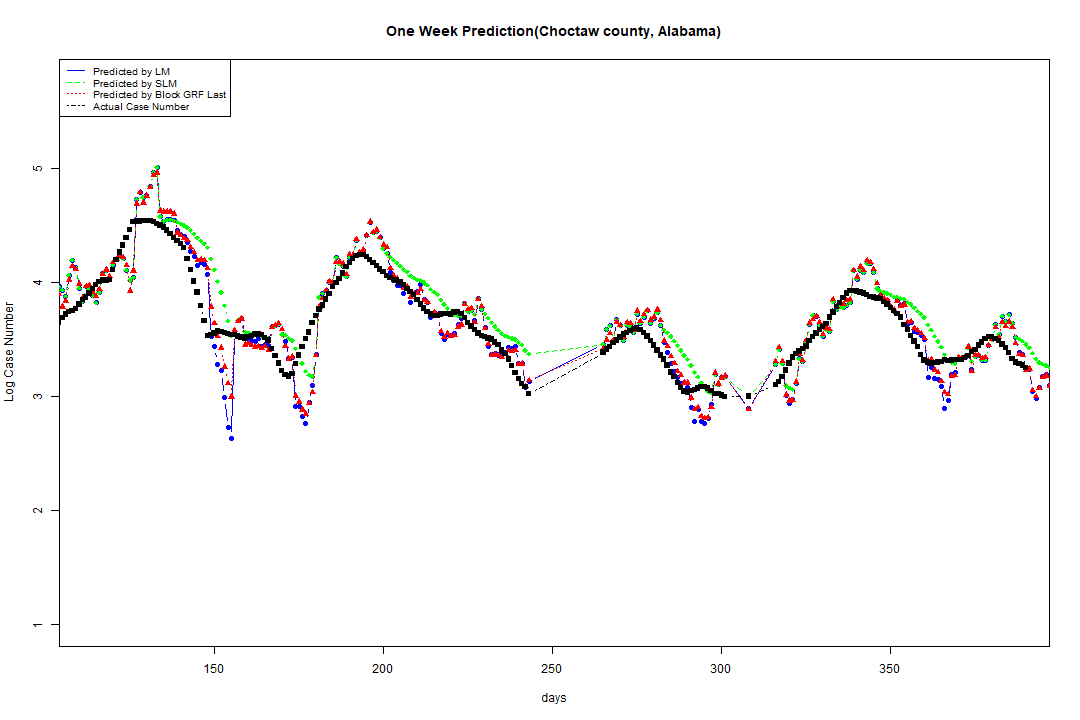 One Week Prediction(Choctaw county, Alabama)
Predicted by LM
Predicted by SLM
Predicted by Block GRF Last
Actual Case Number
Log Case Number
5
4
3
2
1
150 200 250 300 350
days